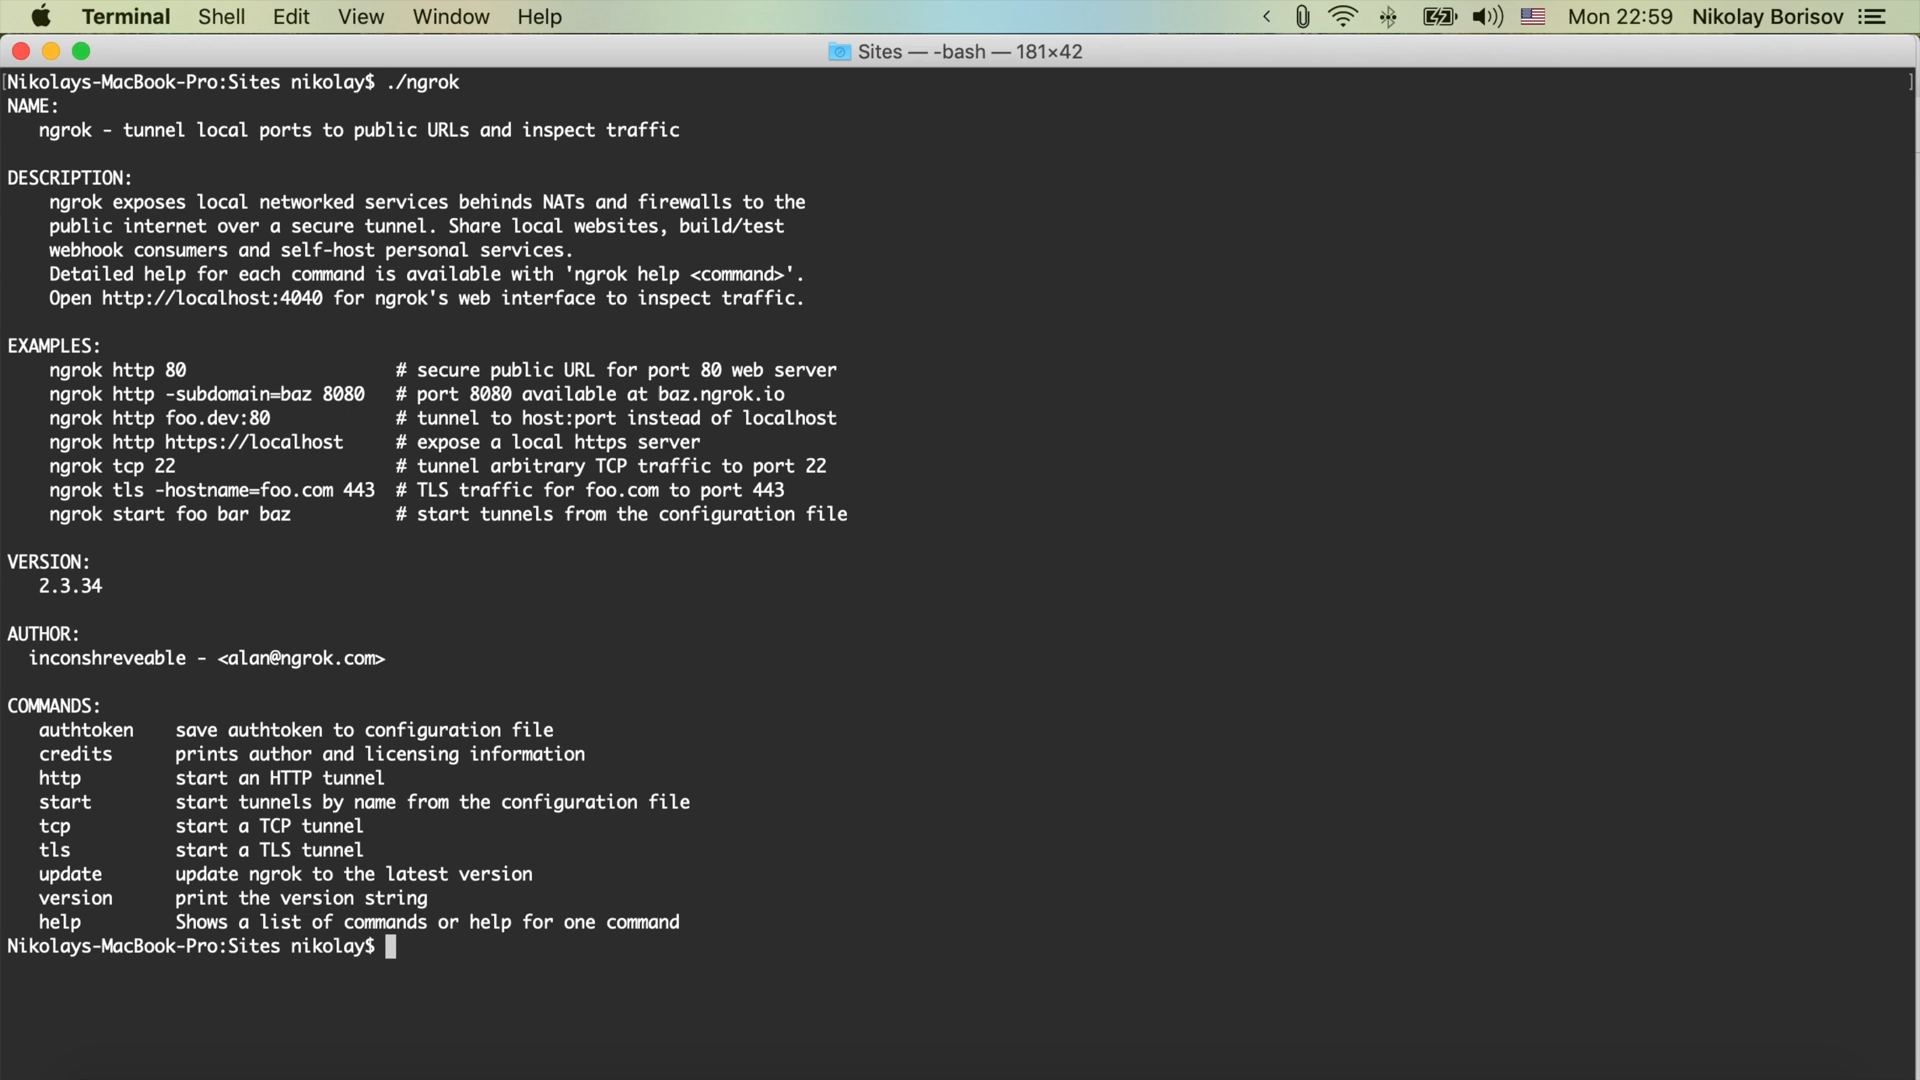 Terminal Shell Edit View Window Help Mon 22:59 Nikolay Borisov
Sites — -bash — 181×42
[Nikolays-MacBook-Pro:Sites nikolay$ ./ngrok ]
NAME:
ngrok - tunnel local ports to public URLs and inspect traffic
DESCRIPTION:
ngrok exposes local networked services behinds NATs and firewalls to the
public internet over a secure tunnel. Share local websites, build/test
webhook consumers and self-host personal services.
Detailed help for each command is available with 'ngrok help <command>'.
Open http://localhost:4040 for ngrok's web interface to inspect traffic.
EXAMPLES:
ngrok http 80 # secure public URL for port 80 web server
ngrok http -subdomain=baz 8080 # port 8080 available at baz.ngrok.io
ngrok http foo.dev:80 # tunnel to host:port instead of localhost
ngrok http https://localhost # expose a local https server
ngrok tcp 22 # tunnel arbitrary TCP traffic to port 22
ngrok tls -hostname=foo.com 443 # TLS traffic for foo.com to port 443
ngrok start foo bar baz # start tunnels from the configuration file
VERSION:
2.3.34
AUTHOR:
inconshreveable - <alan@ngrok.com>
COMMANDS:
authtoken save authtoken to configuration file
credits prints author and licensing information
http start an HTTP tunnel
start start tunnels by name from the configuration file
tcp start a TCP tunnel
tls start a TLS tunnel
update update ngrok to the latest version
version print the version string
help Shows a list of commands or help for one command
Nikolays-MacBook-Pro:Sites nikolay$